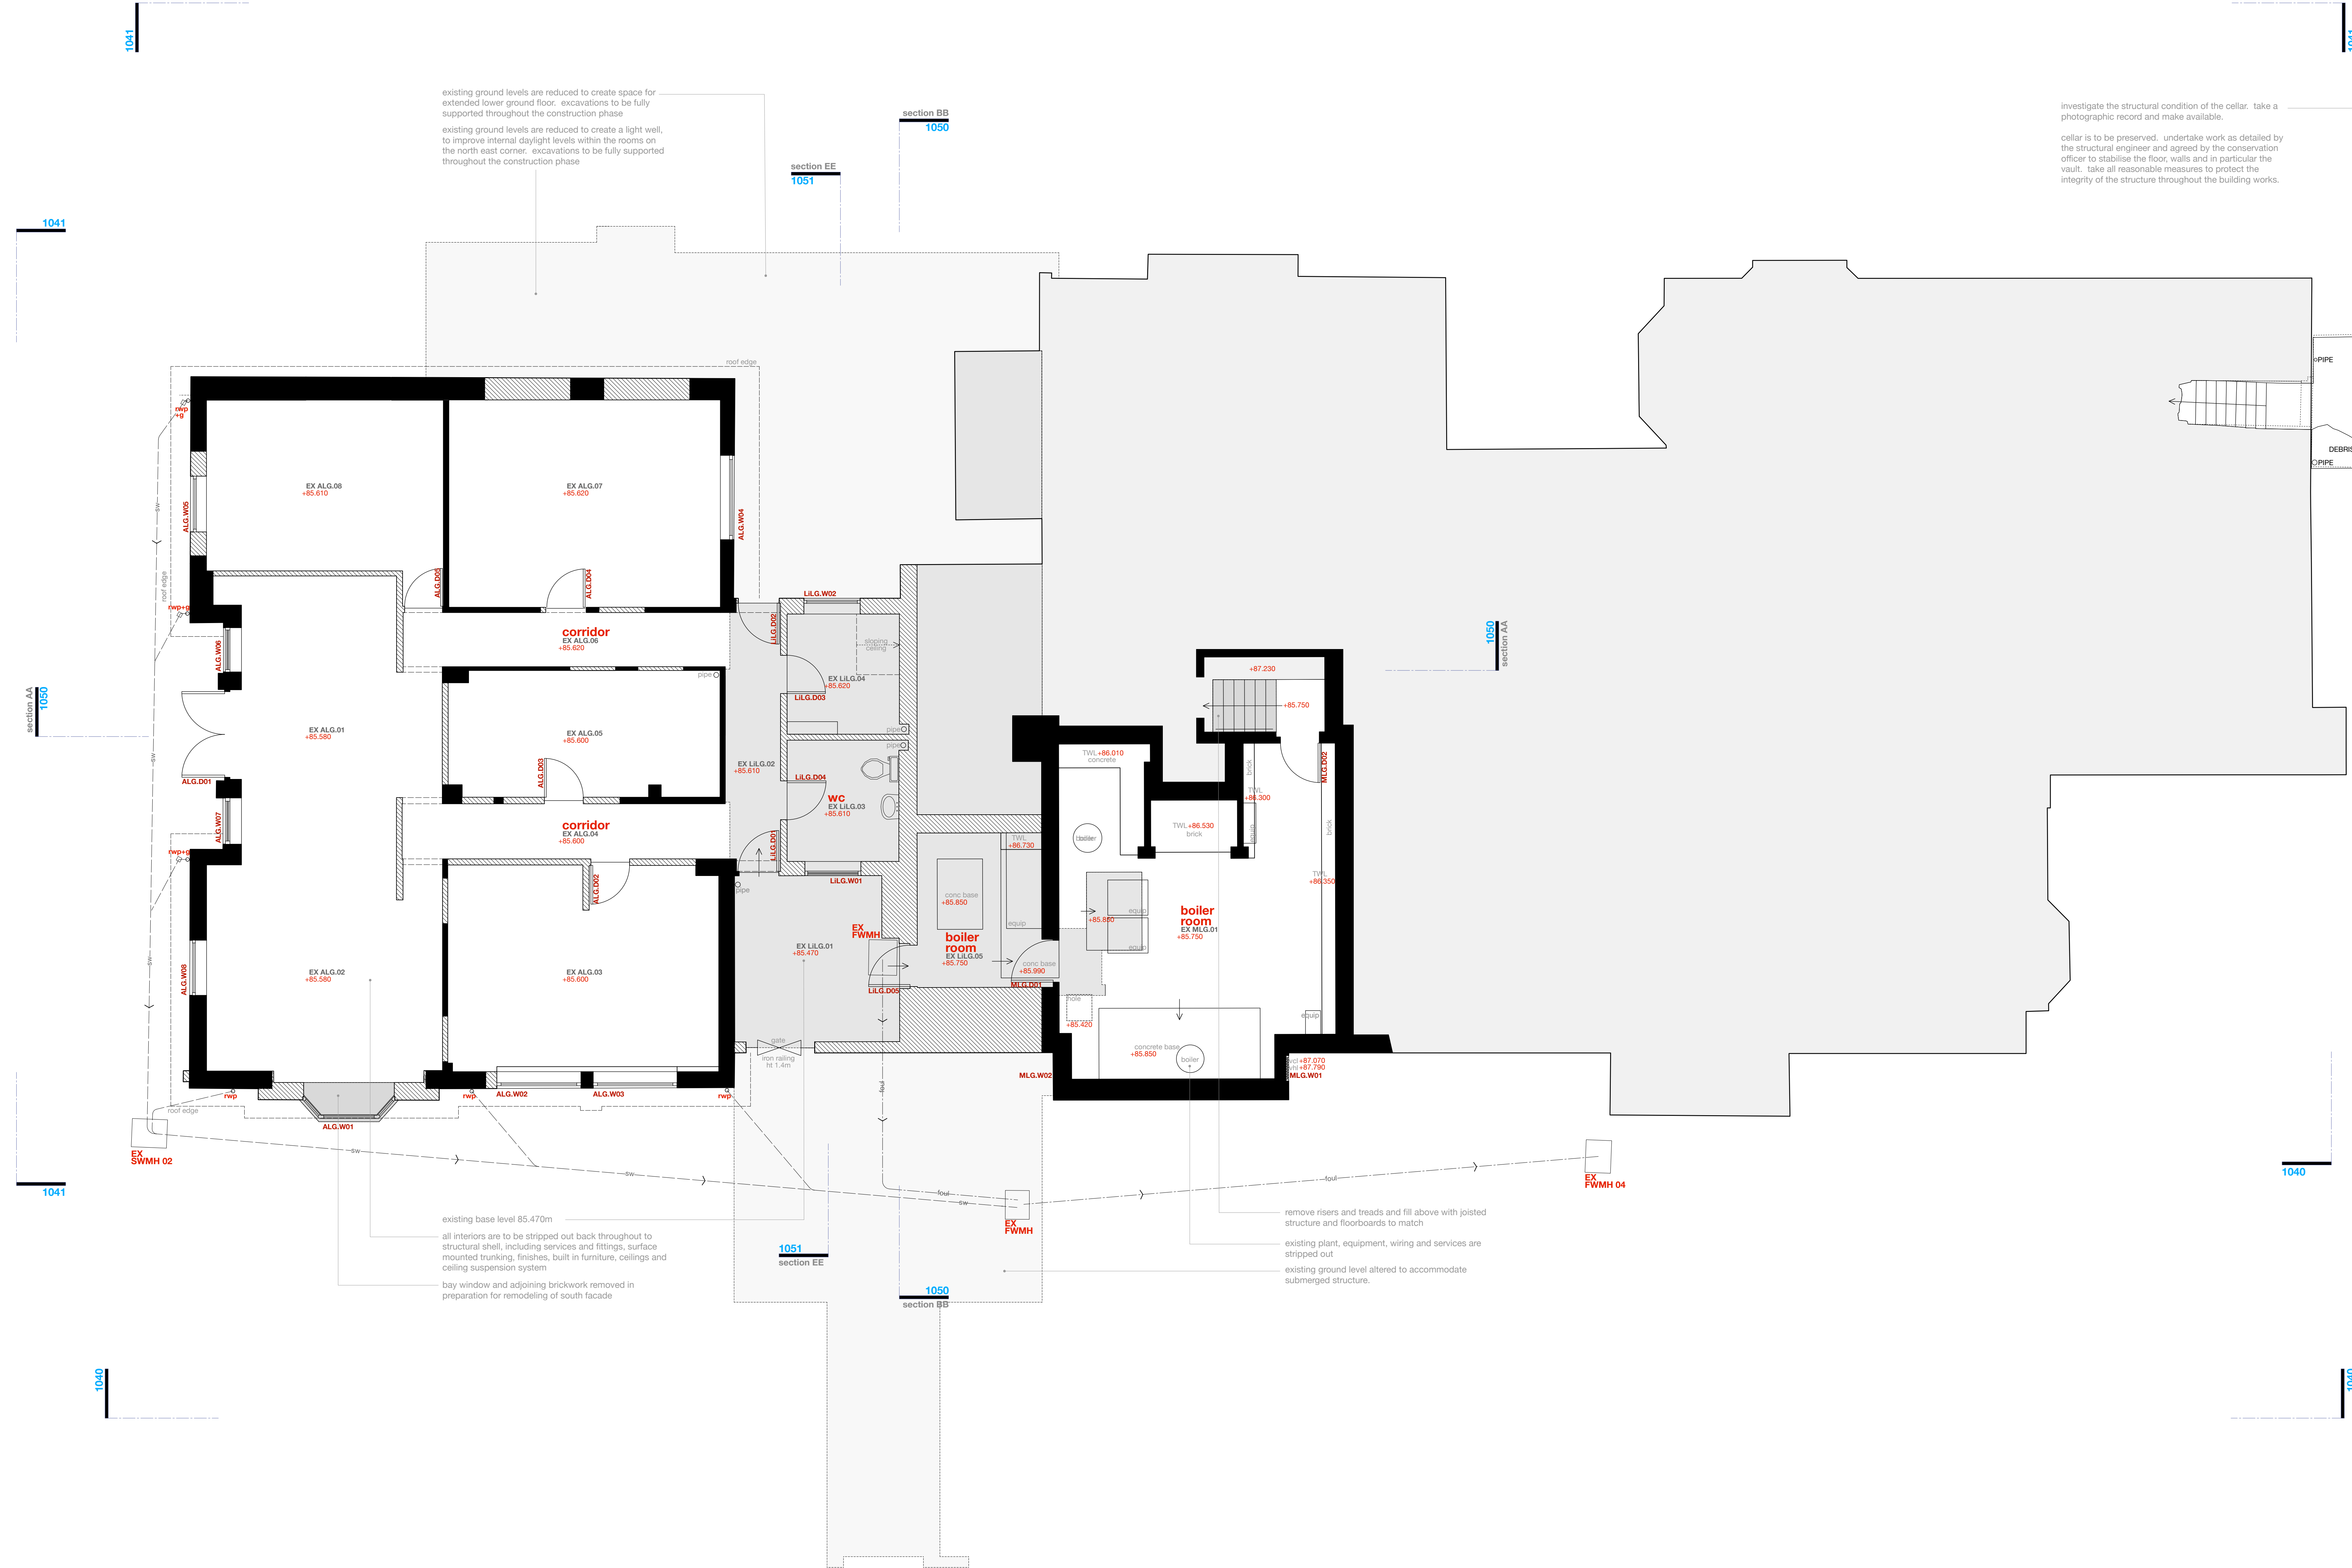 1041
1041
existing ground levels are reduced to create space for
extended lower ground floor. excavations to be fully
supported throughout the construction phase
existing ground levels are reduced to create a light well,
to improve internal daylight levels within the rooms on
the north east corner. excavations to be fully supported
throughout the construction phase
section BB
1050
section EE
1051
investigate the structural condition of the cellar. take a
photographic record and make available.
cellar is to be preserved. undertake work as detailed by
the structural engineer and agreed by the conservation
officer to stabilise the floor, walls and in particular the
vault. take all reasonable measures to protect the
integrity of the structure throughout the building works.
1041
roof edge
PIPE
DEBRIS
PIPE
rwp
+g
sw
ALG.W05
EX ALG.08
+85.610
EX ALG.07
+85.620
ALG.W04
roof edge
ALG.D05
ALG.D04
rwp+g
LiLG.W02
ALG.W06
corridor
EX ALG.06
+85.620
LiLG.D02
sloping
ceiling
1050
section AA
pipe
EX LiLG.04
+85.620
LiLG.D03
+87.230
+85.750
section AA
1050
EX ALG.01
+85.580
EX ALG.05
+85.600
pipe
pipe
sw
ALG.D01
ALG.D03
EX LiLG.02
+85.610
LiLG.D04
wc
EX LiLG.03
+85.610
TWL+86.010
concrete
brick
TWL
+86.300
MLG.D02
ALG.W07
corridor
EX ALG.04
+85.600
LiLG.D01
TWL
+86.730
boiler
TWL+86.530
brick
equip
brick
rwp+g
ALG.D02
pipe
LiLG.W01
conc base
+85.850
TWL
+86.350
equip
equip
+85.850
boiler
room
EX MLG.01
+85.750
equip
EX
FWMH
boiler
room
EX LiLG.05
+85.750
conc base
+85.990
sw
ALG.W08
EX ALG.02
+85.580
EX ALG.03
+85.600
EX LiLG.01
+85.470
LiLG.D05
MLG.D01
hole
+85.420
equip
gate
iron railing
ht 1.4m
concrete base
+85.850
boiler
+87.070
+87.790
MLG.W02
MLG.W01
roof edge
rwp
rwp
ALG.W02
ALG.W03
rwp
foul
ALG.W01
EX
SWMH 02
sw
sw
foul
sw
foul
EX
FWMH
EX
FWMH 04
1040
1041
existing base level 85.470m
all interiors are to be stripped out back throughout to
structural shell, including services and fittings, surface
mounted trunking, finishes, built in furniture, ceilings and
ceiling suspension system
bay window and adjoining brickwork removed in
preparation for remodeling of south facade
1051
section EE
1050
section BB
remove risers and treads and fill above with joisted
structure and floorboards to match
existing plant, equipment, wiring and services are
stripped out
existing ground level altered to accommodate
submerged structure.
1040
1040